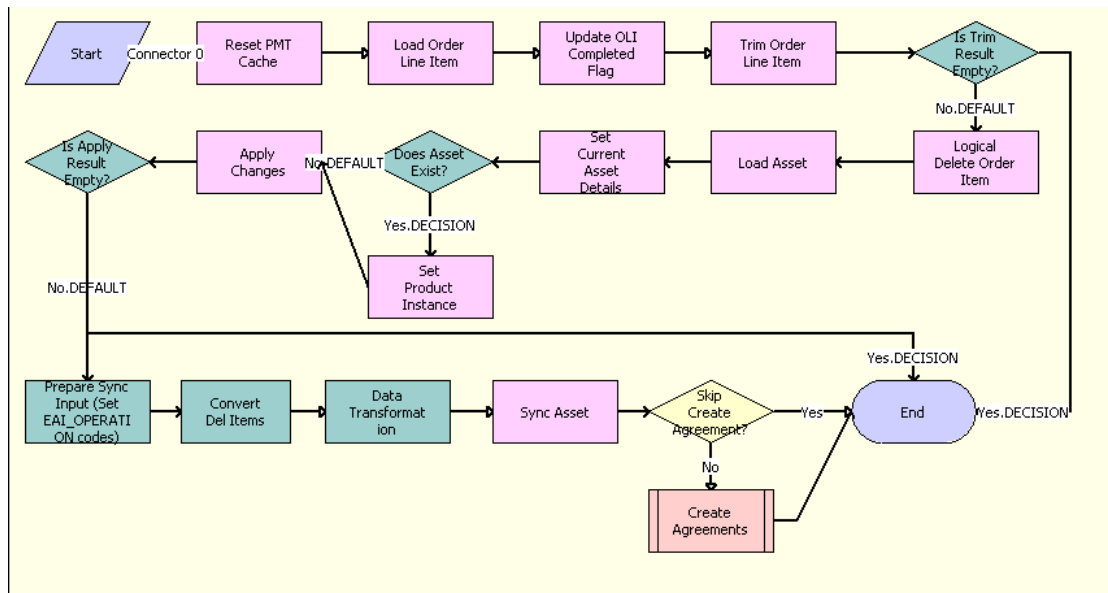 Start
Connector 0
Reset PMT
Cache
Load Order
Line Item
Update OLI
Completed
Flag
Trim Order
Line Item
Is Trim
Result
Empty?
No.DEFAULT
Is Apply
Result
Empty?
Apply
Changes
No.DEFAULT
Does Asset
Exist?
Set
Current
Asset
Details
Load Asset
Logical
Delete Order
Item
Yes.DECISION
Set
Product
Instance
No.DEFAULT
Yes.DECISION
Prepare Sync
Input (Set
EAI_OPERATI
ON codes)
Convert
Del Items
Data
Transformat
ion
Sync Asset
Skip
Create
Agreement?
Yes
End
Yes.DECISION
No
Create
Agreements